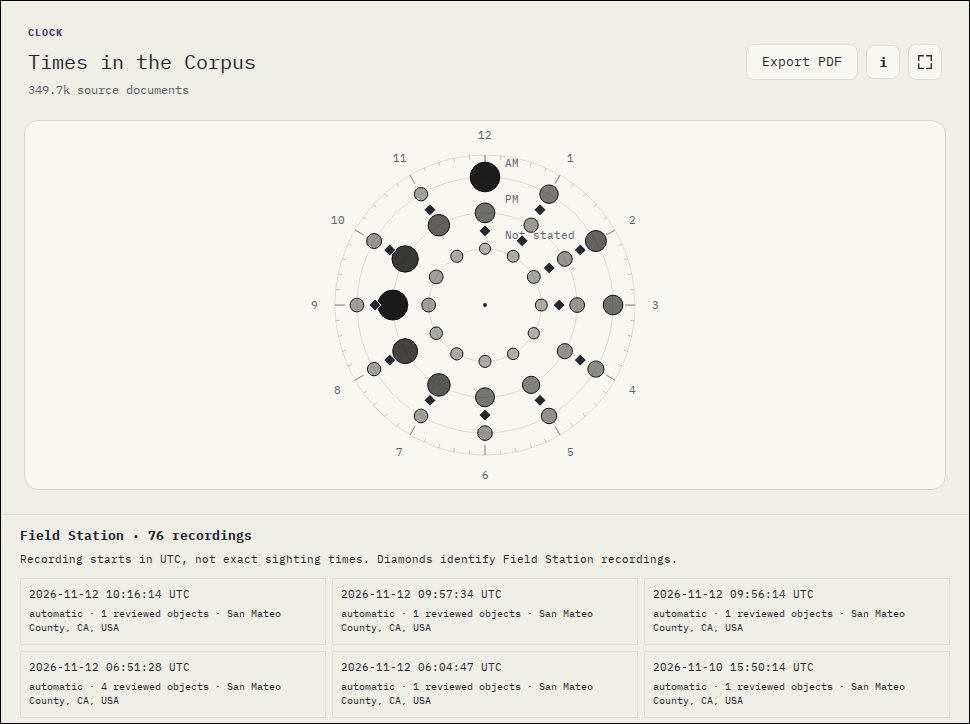 CLOCK
Times in the Corpus
349.7k source documents
Export PDF
i
12
11
AM
1
PM
10
2
Not stated
9
3
8
4
7
5
6
Field Station · 76 recordings
Recording starts in UTC, not exact sighting times. Diamonds identify Field Station recordings.
2026-11-12 10:16:14 UTC
automatic · 1 reviewed objects · San Mateo
County, CA, USA
2026-11-12 09:57:34 UTC
automatic · 1 reviewed objects · San Mateo
County, CA, USA
2026-11-12 09:56:14 UTC
automatic · 1 reviewed objects · San Mateo
County, CA, USA
2026-11-12 06:51:28 UTC
automatic · 4 reviewed objects · San Mateo
County, CA, USA
2026-11-12 06:04:47 UTC
automatic · 1 reviewed objects · San Mateo
County, CA, USA
2026-11-10 15:50:14 UTC
automatic · 1 reviewed objects · San Mateo
County, CA, USA